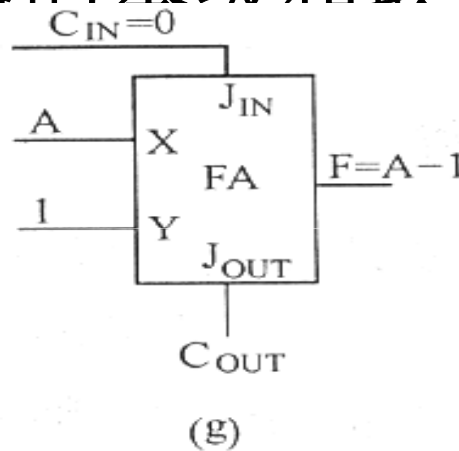 C_IN=0
J_IN
A
X
FA
F=A−1
1
Y
J_OUT
C_OUT
(g)